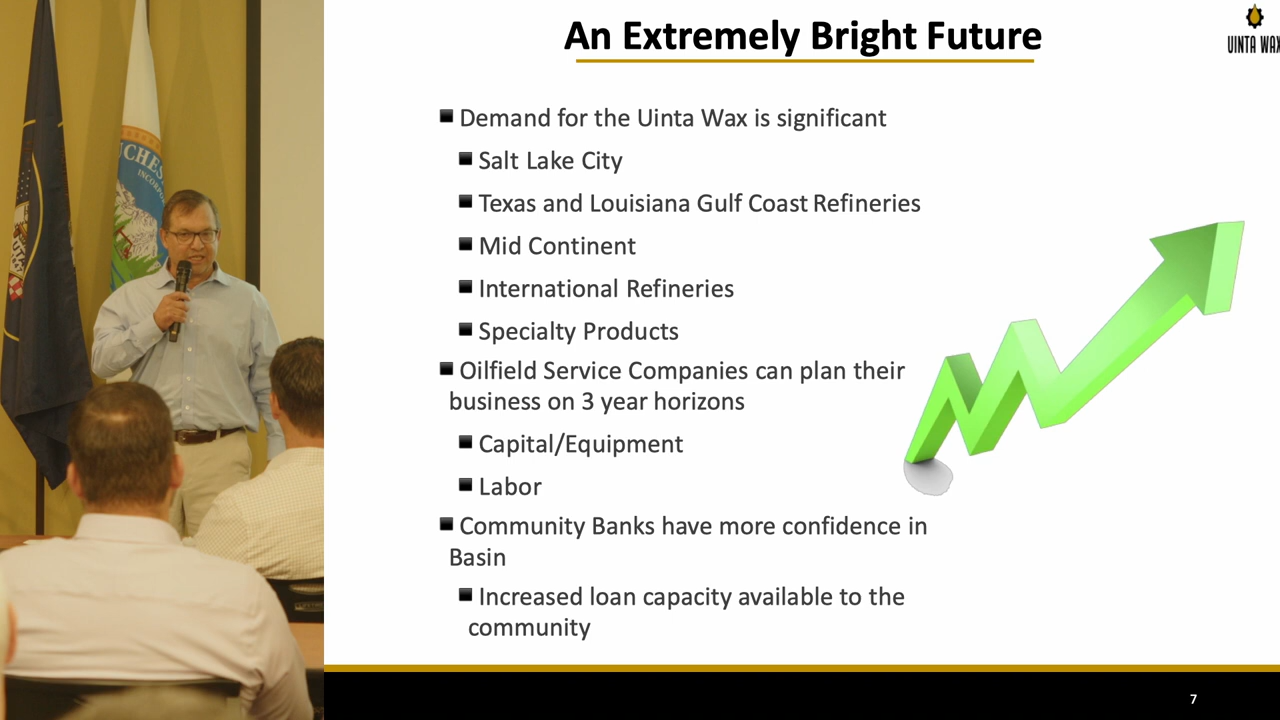 An Extremely Bright Future
UINTA WAX
Demand for the Uinta Wax is significant
Salt Lake City
Texas and Louisiana Gulf Coast Refineries
Mid Continent
International Refineries
Specialty Products
Oilfield Service Companies can plan their
business on 3 year horizons
Capital/Equipment
Labor
Community Banks have more confidence in
Basin
Increased loan capacity available to the
community
7